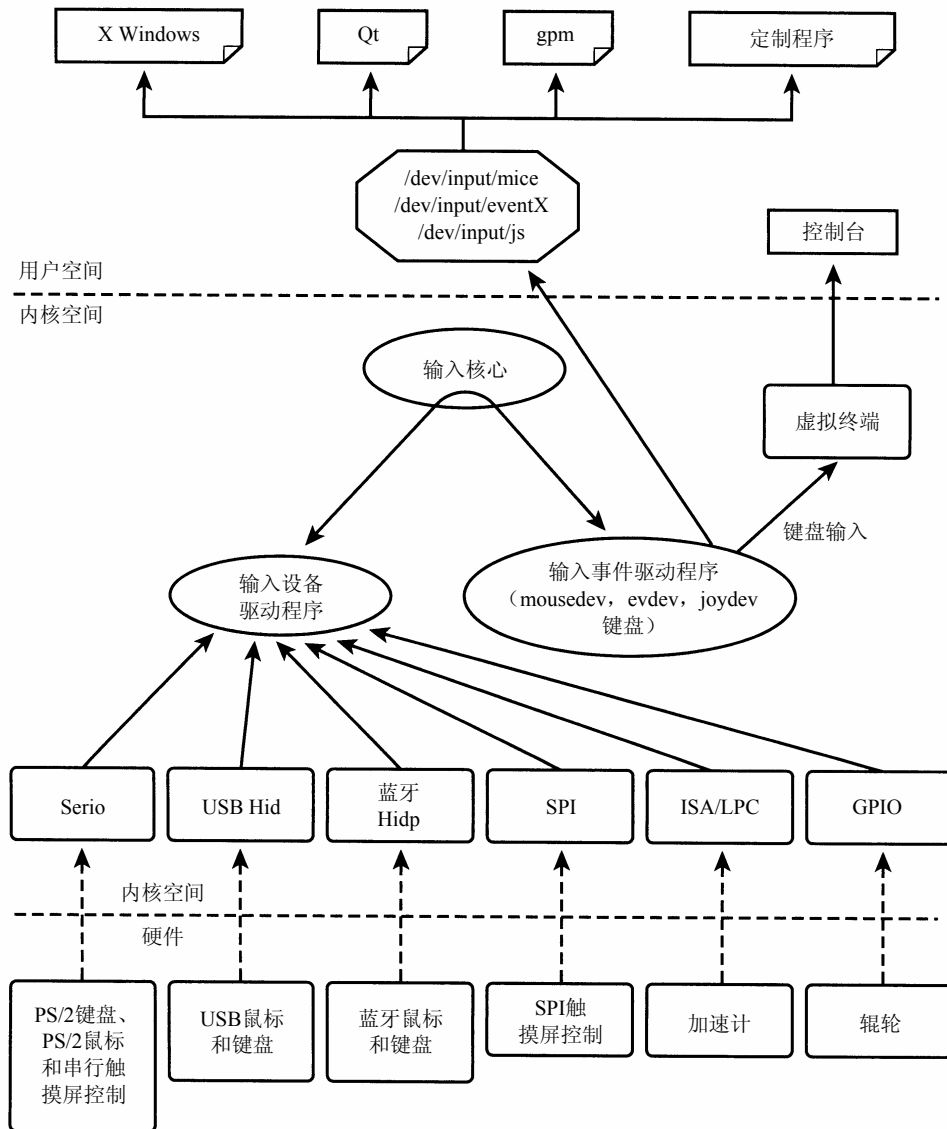 X Windows
Qt
gpm
定制程序
/dev/input/mice
/dev/input/eventX
/dev/input/js
控制台
用户空间
内核空间
输入核心
虚拟终端
键盘输入
输入设备
驱动程序
输入事件驱动程序
（mousedev，evdev，joydev
键盘）
Serio
USB Hid
蓝牙
Hidp
SPI
ISA/LPC
GPIO
内核空间
硬件
PS/2键盘、
PS/2鼠标
和串行触
摸屏控制
USB鼠标
和键盘
蓝牙鼠标
和键盘
SPI触
摸屏控制
加速计
辊轮